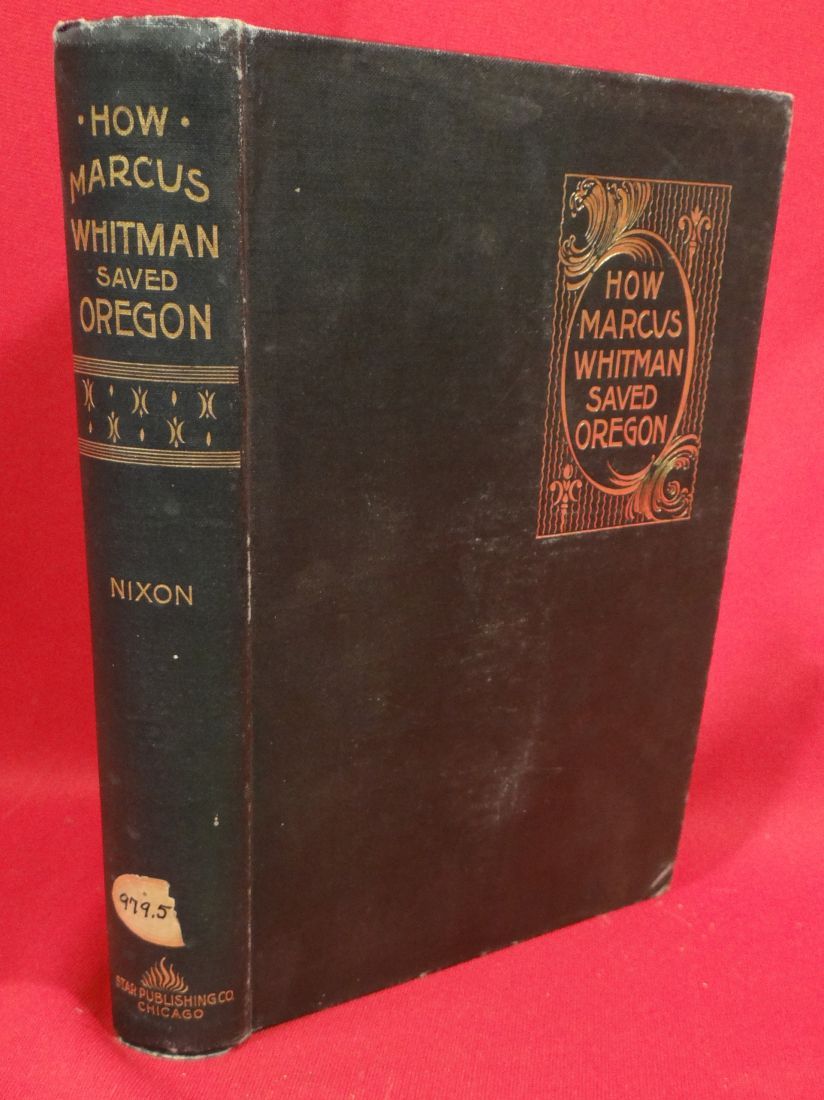 · HOW ·
MARCUS
WHITMAN
SAVED
OREGON
NIXON
979.5
STAR PUBLISHING CO.
CHICAGO
HOW
MARCUS
WHITMAN
SAVED
OREGON